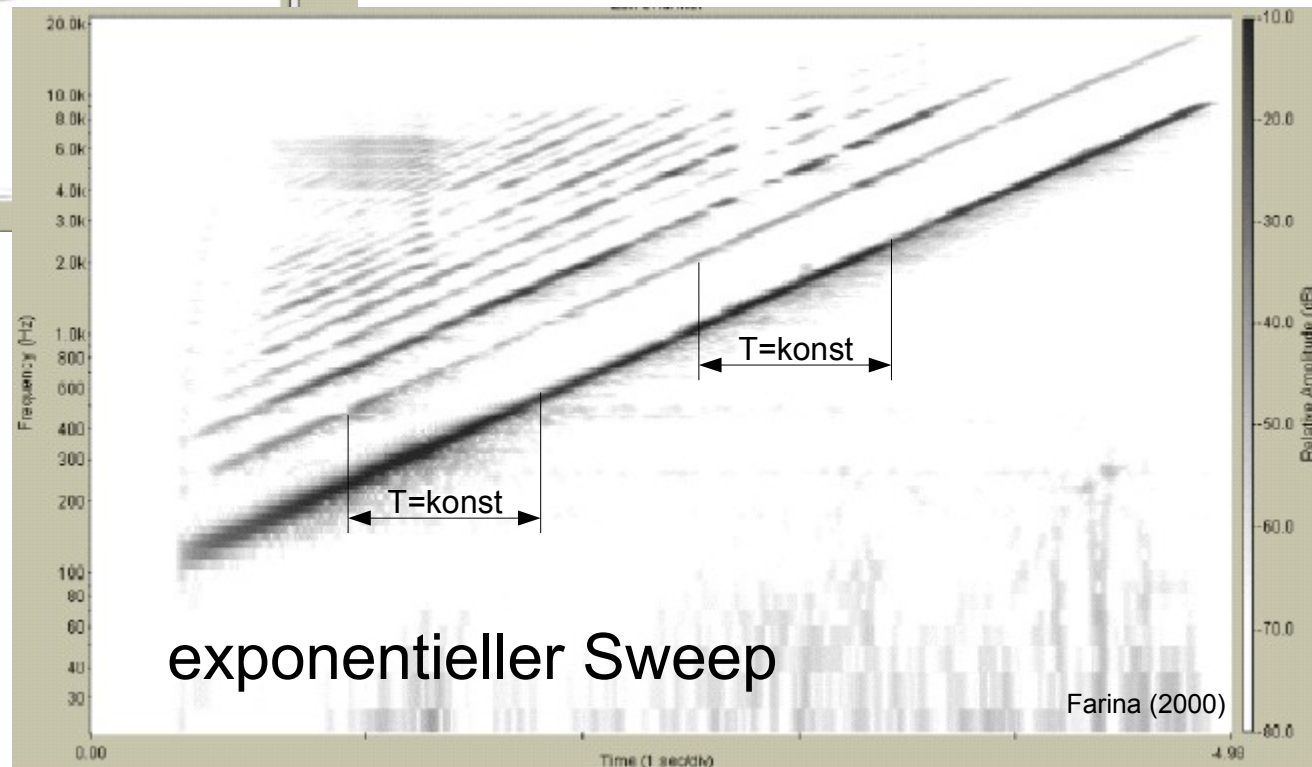 20.0k
10.0k
8.0k
6.0k
4.0k
3.0k
2.0k
1.0k
800
600
400
300
200
100
80
60
40
30
Frequency (Hz)
T=konst
T=konst
exponentieller Sweep
Farina (2000)
0.00
Time (1 sec/div)
-4.99
-10.0
-20.0
-30.0
-40.0
-50.0
-60.0
-70.0
-80.0
Relative Amplitude (dB)